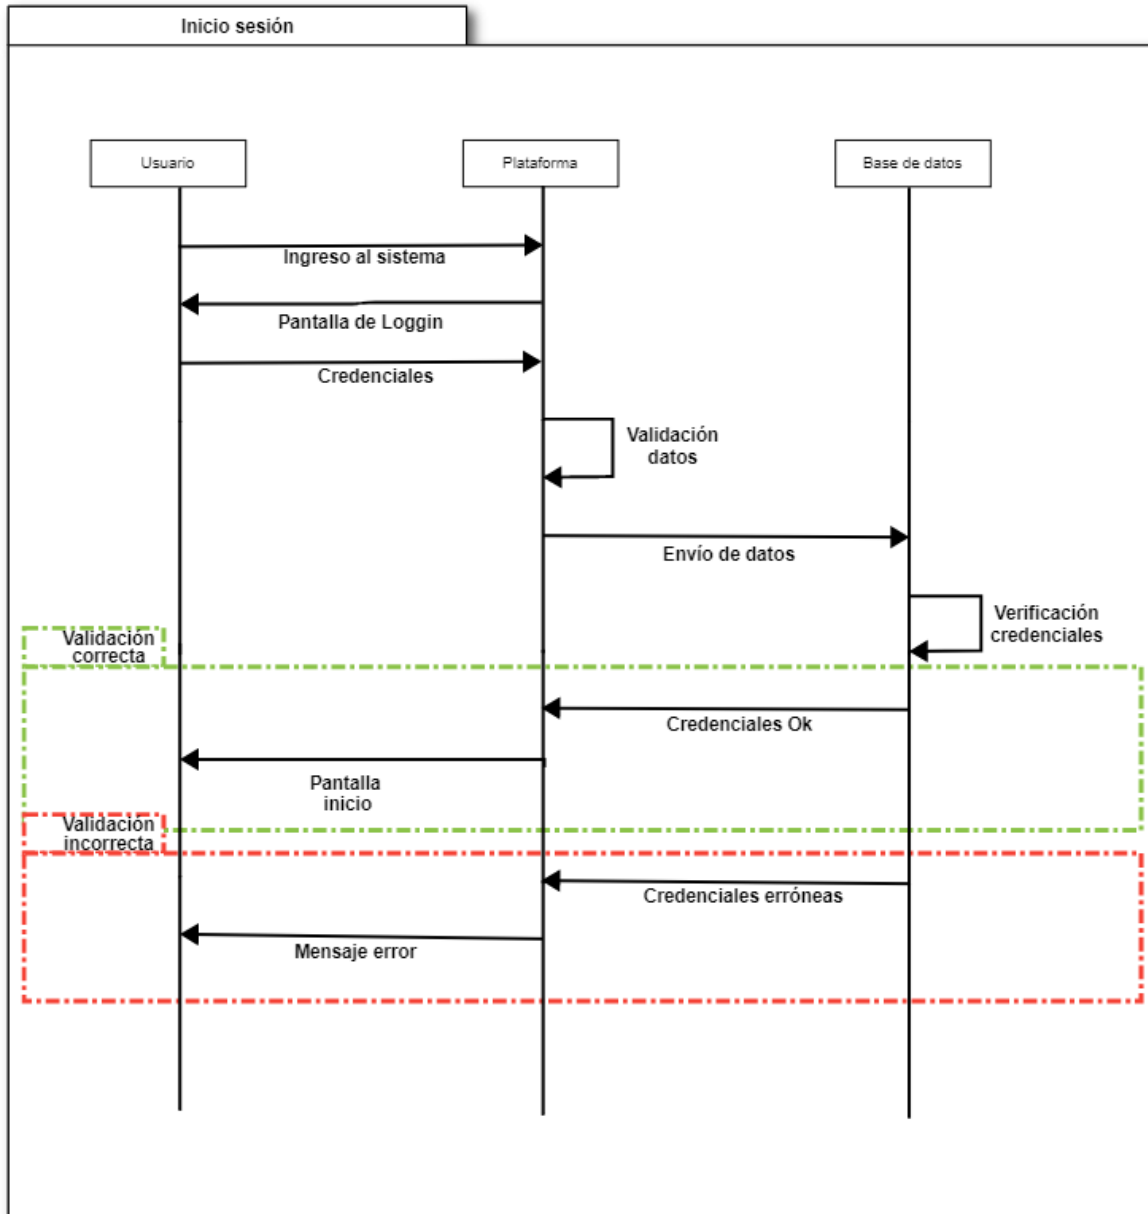 Inicio sesión
Usuario
Plataforma
Base de datos
Ingreso al sistema
Pantalla de Loggin
Credenciales
Validación
datos
Envío de datos
Verificación
credenciales
Validación
correcta
Credenciales Ok
Pantalla
inicio
Validación
incorrecta
Credenciales erróneas
Mensaje error